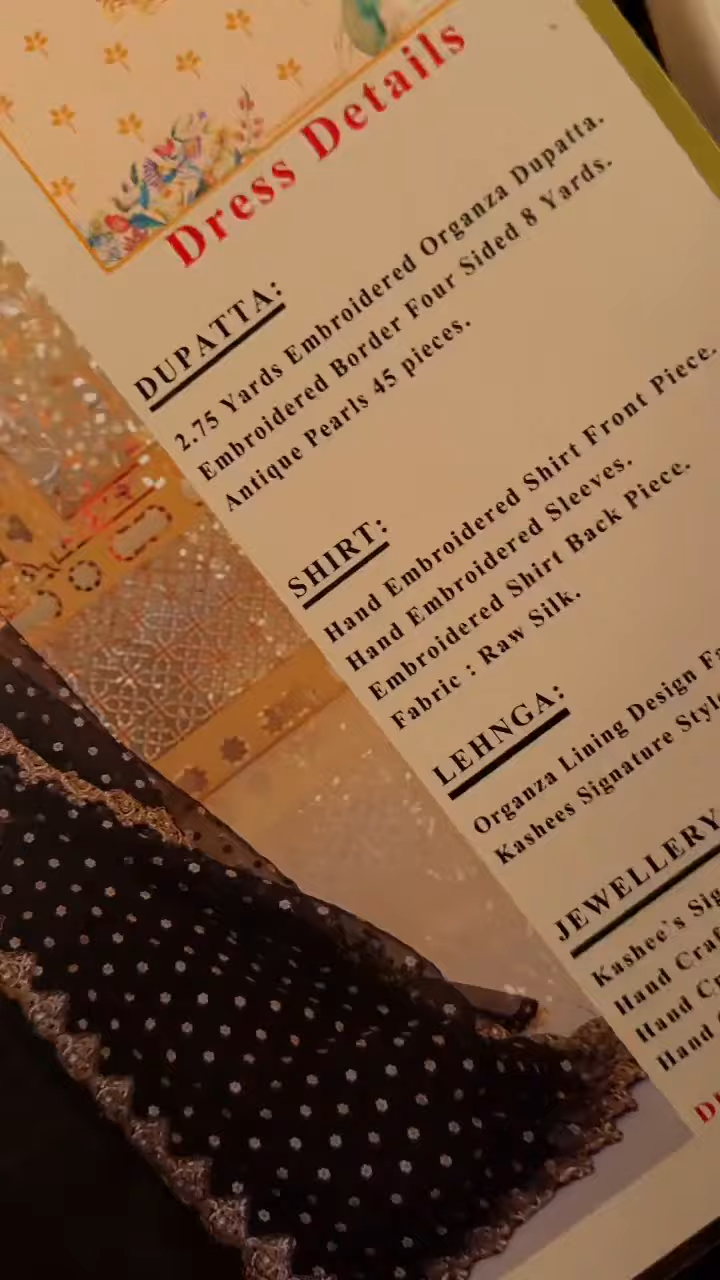 Dress Details
DUPATTA:
2.75 Yards Embroidered Organza Dupatta.
Embroidered Border Four Sided 8 Yards.
Antique Pearls 45 pieces.
SHIRT:
Hand Embroidered Shirt Front Piece.
Hand Embroidered Sleeves.
Embroidered Shirt Back Piece.
Fabric : Raw Silk.
LEHNGA:
Organza Lining Design
Kashees Signature Style
JEWELLERY
Kashee's
Hand
Hand
Hand